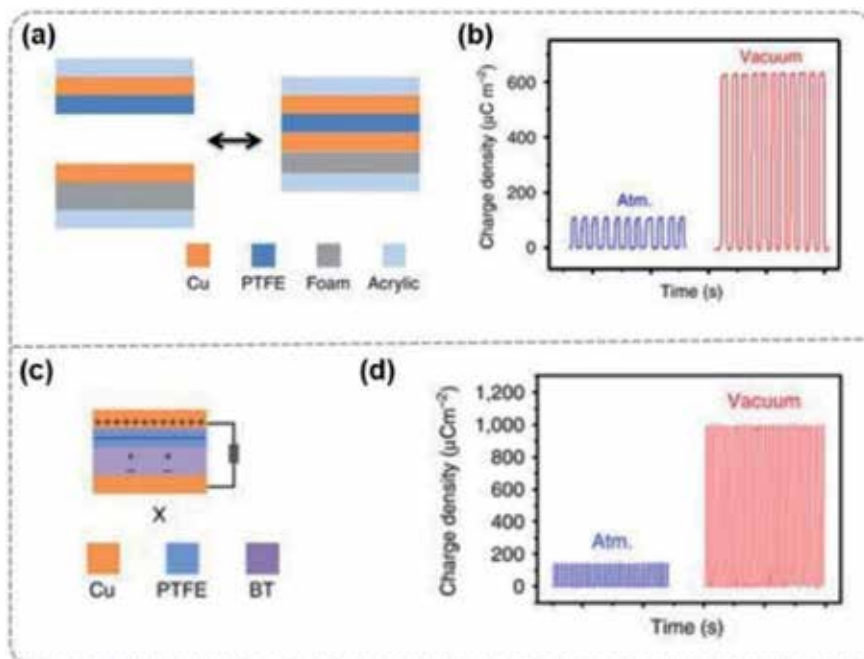 (a)
Cu PTFE Foam Acrylic
(b)
Charge density (μC m⁻²)
600
400
200
0
Vacuum
Atm.
Time (s)
(c)
+++++++++++
+ +
− −
X
Cu PTFE BT
(d)
Charge density (μCm⁻²)
1,200
1,000
800
600
400
200
0
Vacuum
Atm.
Time (s)